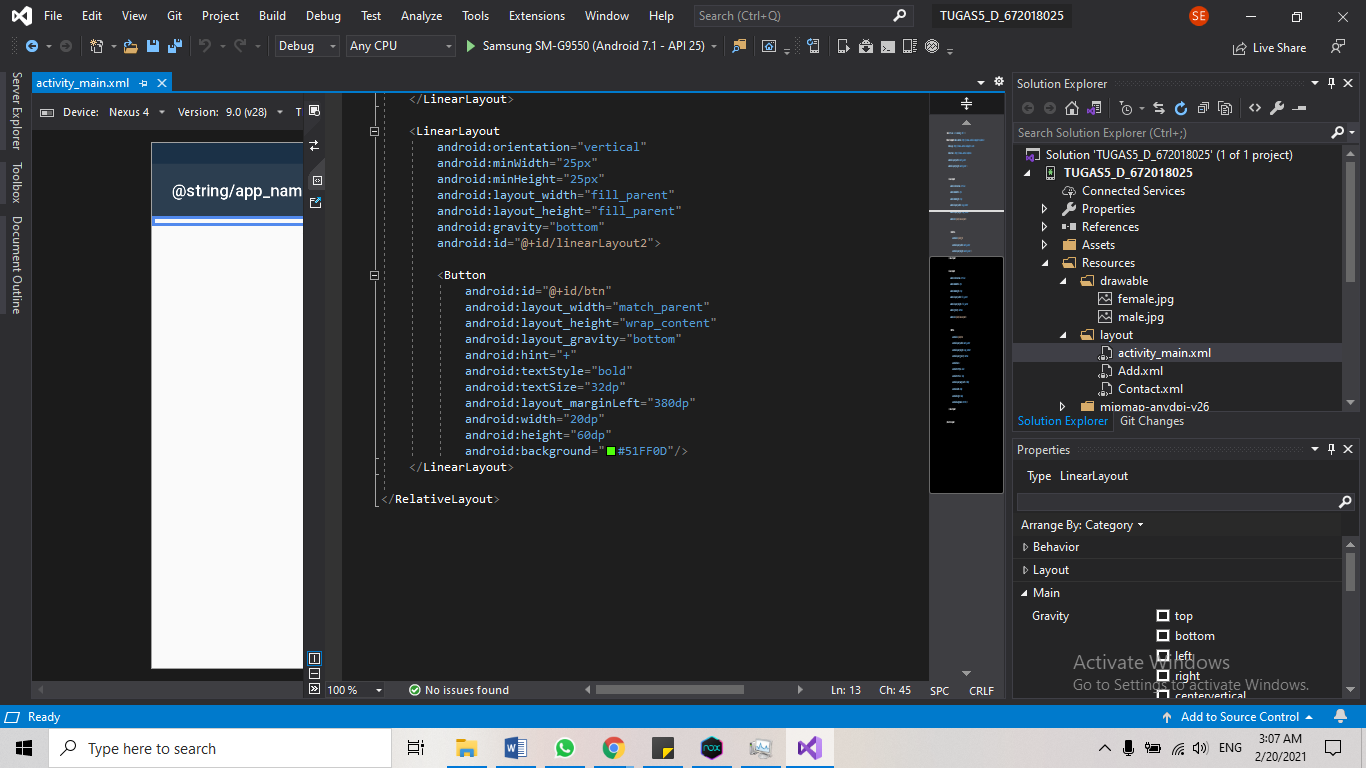 File Edit View Git Project Build Debug Test Analyze Tools Extensions Window Help Search (Ctrl+Q) TUGAS5_D_672018025 SE
Debug Any CPU Samsung SM-G9550 (Android 7.1 - API 25) Live Share
Server Explorer
Toolbox
Document Outline
activity_main.xml
Device: Nexus 4 Version: 9.0 (v28) T
@string/app_nam
</LinearLayout>
<LinearLayout
android:orientation="vertical"
android:minWidth="25px"
android:minHeight="25px"
android:layout_width="fill_parent"
android:layout_height="fill_parent"
android:gravity="bottom"
android:id="@+id/linearLayout2">
<Button
android:id="@+id/btn"
android:layout_width="match_parent"
android:layout_height="wrap_content"
android:layout_gravity="bottom"
android:hint="+"
android:textStyle="bold"
android:textSize="32dp"
android:layout_marginLeft="380dp"
android:width="20dp"
android:height="60dp"
android:background="#51FF0D"/>
</LinearLayout>
</RelativeLayout>
100 % No issues found Ln: 13 Ch: 45 SPC CRLF
Solution Explorer
Search Solution Explorer (Ctrl+;)
Solution 'TUGAS5_D_672018025' (1 of 1 project)
TUGAS5_D_672018025
Connected Services
Properties
References
Assets
Resources
drawable
female.jpg
male.jpg
layout
activity_main.xml
Add.xml
Contact.xml
mipmap-anydpi-v26
Solution Explorer Git Changes
Properties
Type LinearLayout
Arrange By: Category
Behavior
Layout
Main
Gravity top
bottom
left
right
centervertical
Activate Windows
Go to Settings to activate Windows.
Ready Add to Source Control
Type here to search
ENG
3:07 AM
2/20/2021